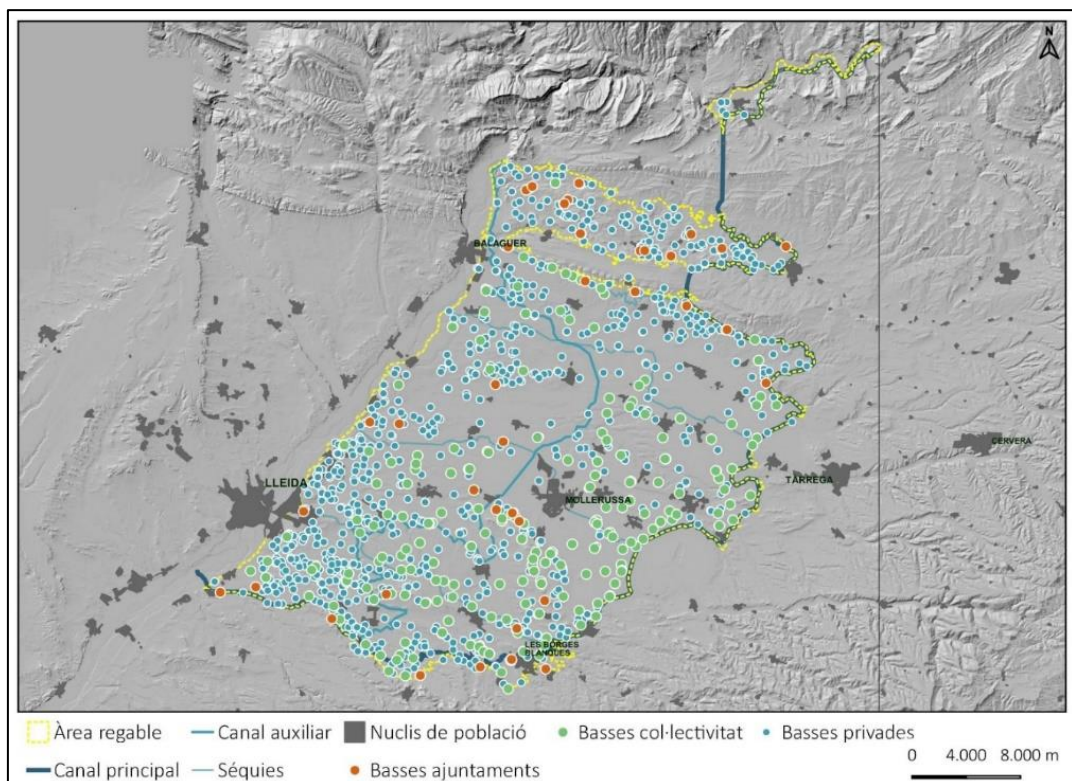 N
BALAGUER
CERVERA
TÀRREGA
LLEIDA
MOLLERUSSA
LES BORGES
BLANQUES
Àrea regable
Canal auxiliar
Nuclis de població
Basses col·lectivitat
Basses privades
Canal principal
Séquies
Basses ajuntaments
0 4.000 8.000 m